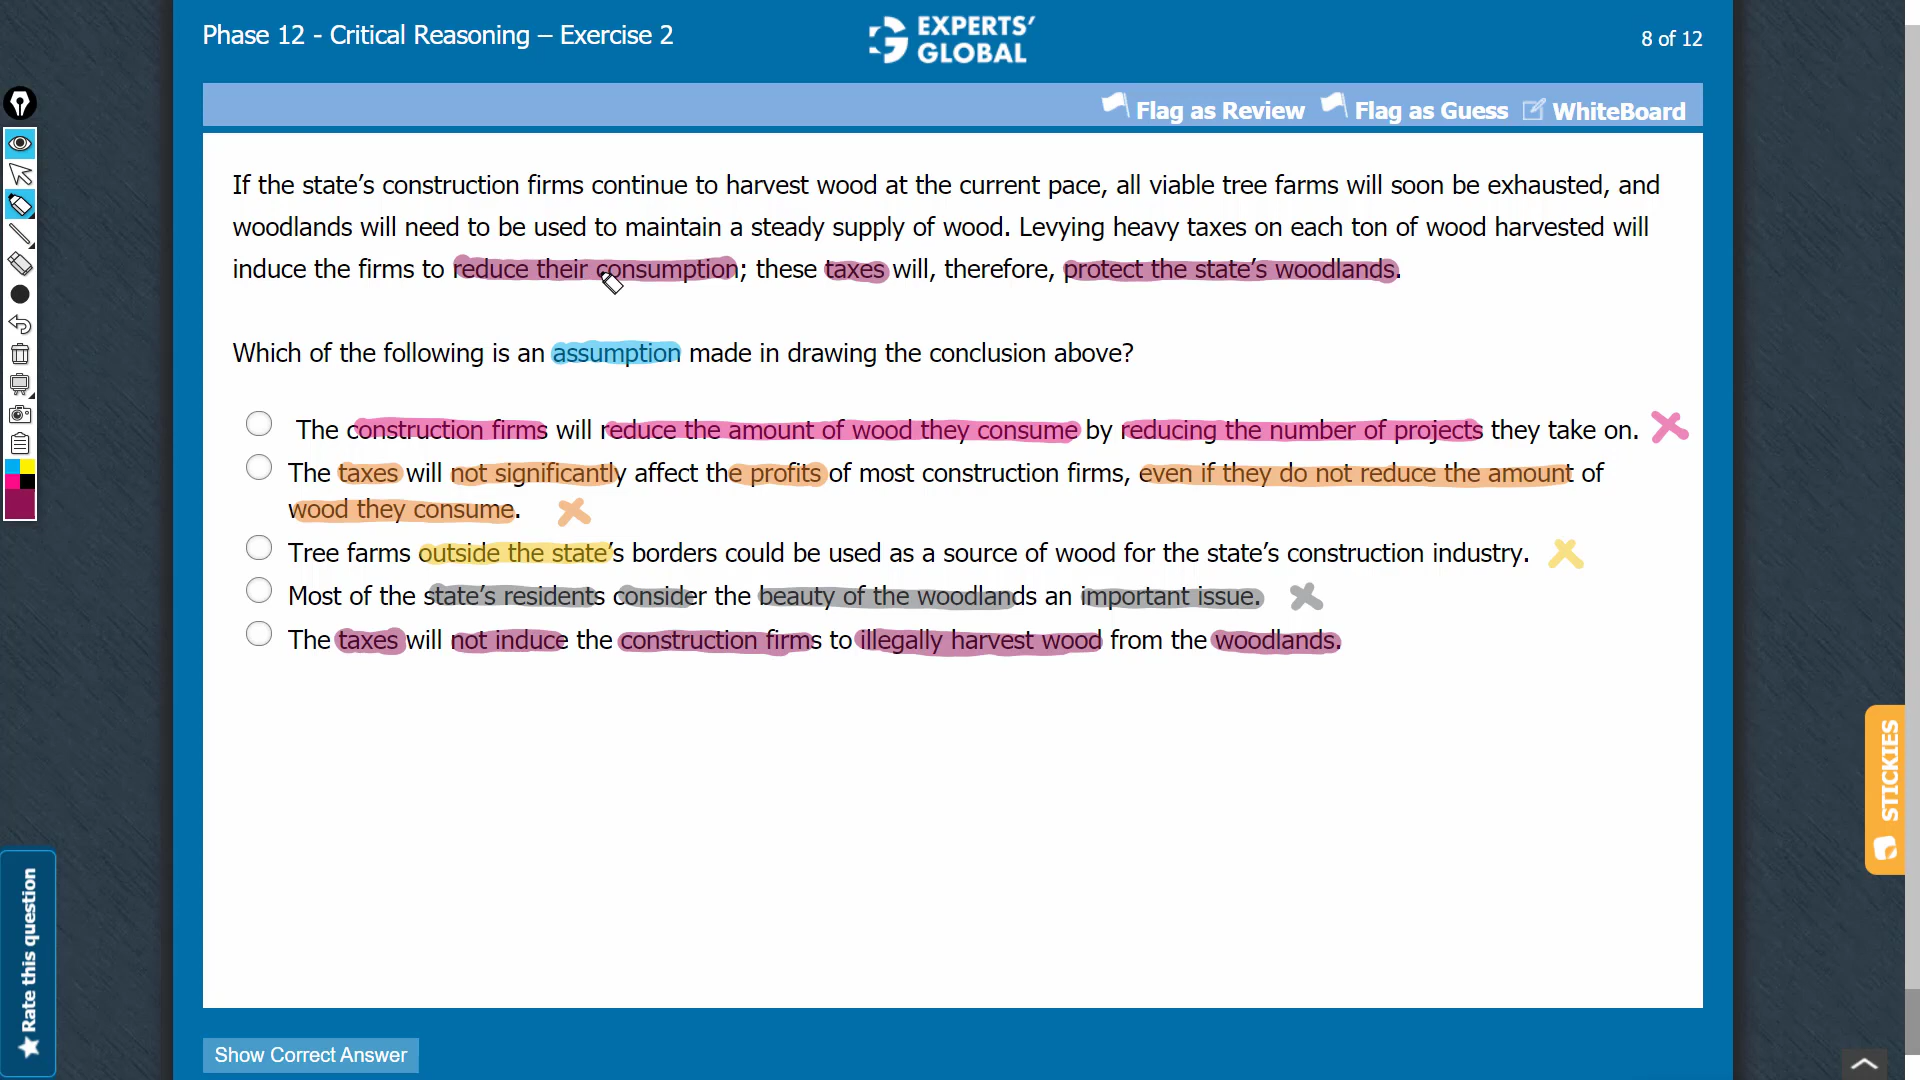 Phase 12 - Critical Reasoning – Exercise 2
EXPERTS'
GLOBAL
8 of 12
Flag as Review
Flag as Guess
WhiteBoard
If the state's construction firms continue to harvest wood at the current pace, all viable tree farms will soon be exhausted, and
woodlands will need to be used to maintain a steady supply of wood. Levying heavy taxes on each ton of wood harvested will
induce the firms to reduce their consumption; these taxes will, therefore, protect the state's woodlands.
Which of the following is an assumption made in drawing the conclusion above?
The construction firms will reduce the amount of wood they consume by reducing the number of projects they take on.
The taxes will not significantly affect the profits of most construction firms, even if they do not reduce the amount of
wood they consume.
Tree farms outside the state's borders could be used as a source of wood for the state's construction industry.
Most of the state's residents consider the beauty of the woodlands an important issue.
The taxes will not induce the construction firms to illegally harvest wood from the woodlands.
STICKIES
Rate this question
Show Correct Answer